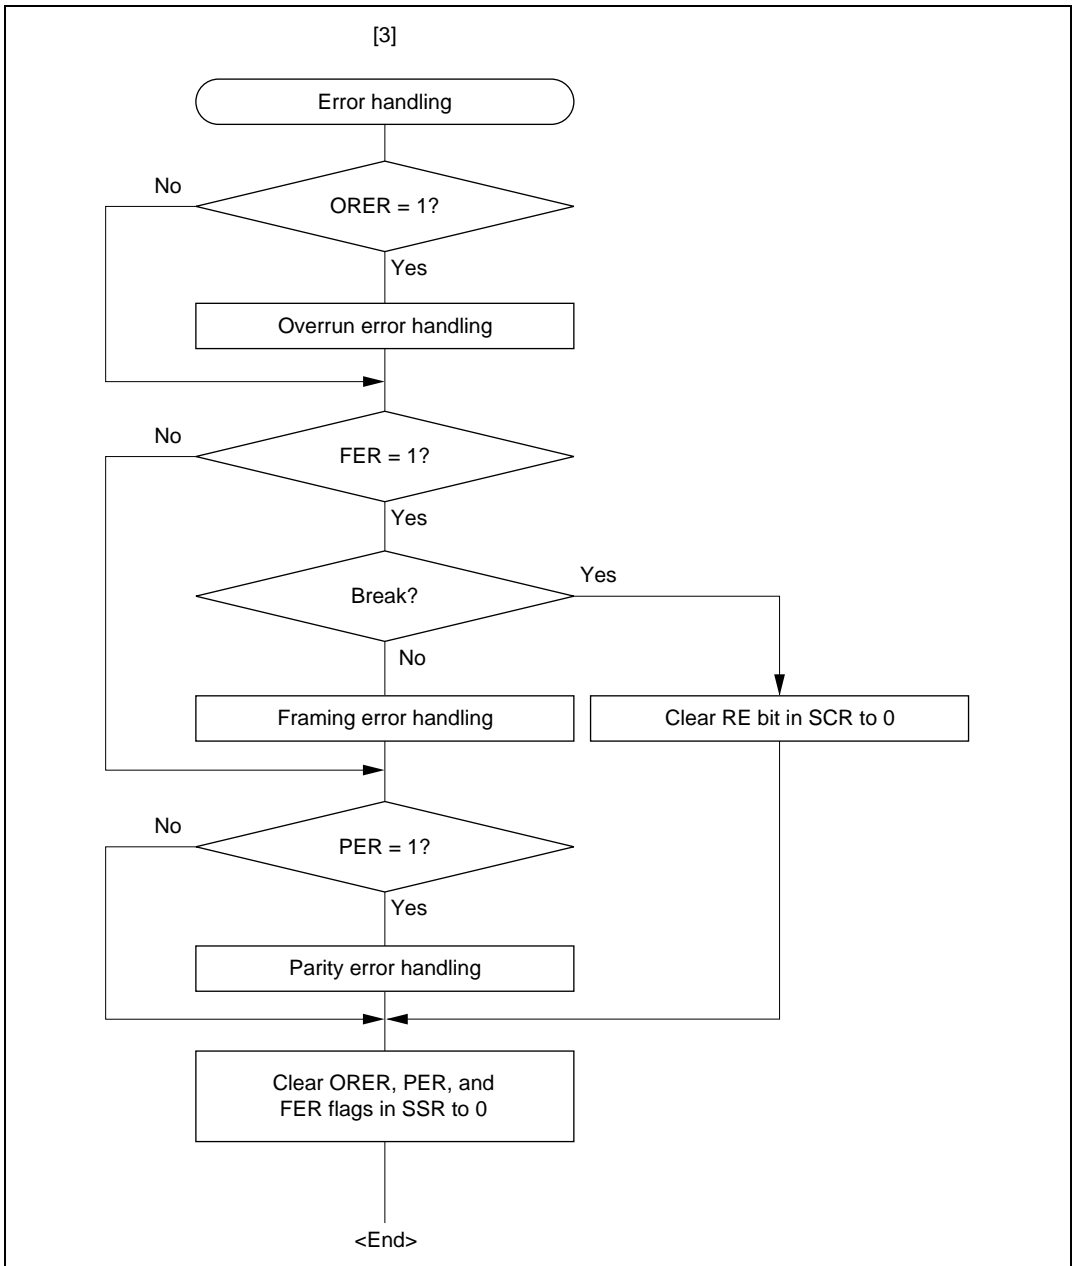 [3]
Error handling
No
ORER = 1?
Yes
Overrun error handling
No
FER = 1?
Yes
Break?
Yes
No
Framing error handling
Clear RE bit in SCR to 0
No
PER = 1?
Yes
Parity error handling
Clear ORER, PER, and
FER flags in SSR to 0
<End>